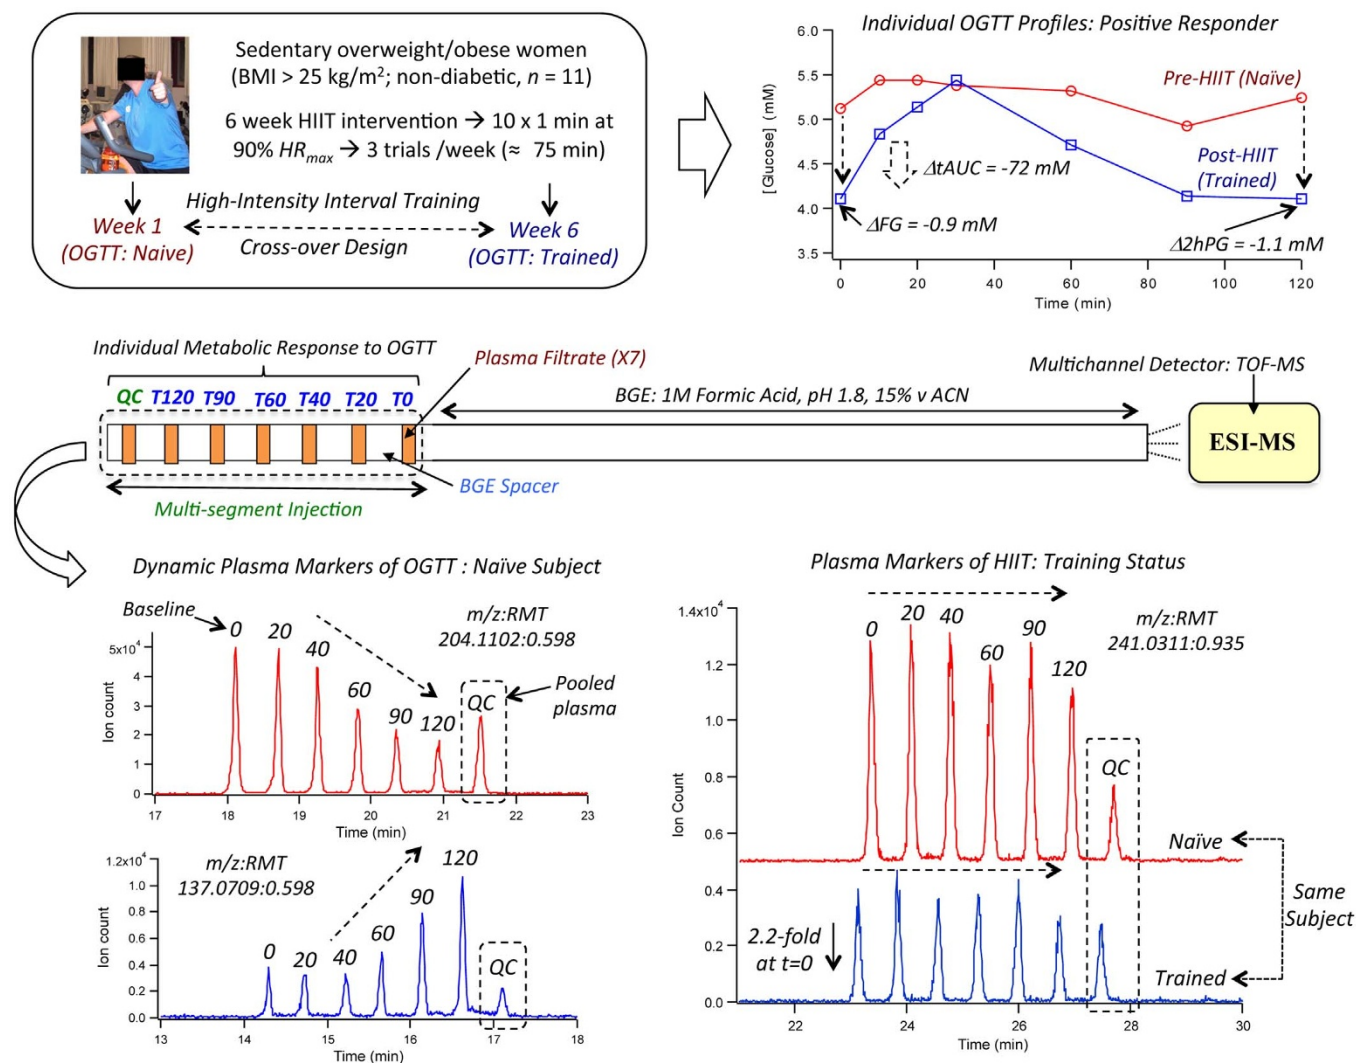 Sedentary overweight/obese women
(BMI > 25 kg/m²; non-diabetic, n = 11)
6 week HIIT intervention → 10 x 1 min at
90% HRmax → 3 trials /week (≈ 75 min)
High-Intensity Interval Training
Week 1
(OGTT: Naive)
Cross-over Design
Week 6
(OGTT: Trained)
Individual OGTT Profiles: Positive Responder
6.0
5.5
5.0
4.5
4.0
3.5
[Glucose] (mM)
Pre-HIIT (Naïve)
Post-HIIT
(Trained)
ΔtAUC = -72 mM
ΔFG = -0.9 mM
Δ2hPG = -1.1 mM
0 20 40 60 80 100 120
Time (min)
Individual Metabolic Response to OGTT
Plasma Filtrate (X7)
QC T120 T90 T60 T40 T20 T0
BGE: 1M Formic Acid, pH 1.8, 15% v ACN
Multichannel Detector: TOF-MS
ESI-MS
BGE Spacer
Multi-segment Injection
Dynamic Plasma Markers of OGTT : Naïve Subject
Baseline
m/z:RMT
204.1102:0.598
0 20 40 60 90 120 QC
Pooled
plasma
5x10⁴
4
3
2
1
0
Ion count
17 18 19 20 21 22 23
Time (min)
m/z:RMT
137.0709:0.598
0 20 40 60 90 120 QC
1.2x10⁴
1.0
0.8
0.6
0.4
0.2
0.0
Ion count
13 14 15 16 17 18
Time (min)
Plasma Markers of HIIT: Training Status
m/z:RMT
241.0311:0.935
0 20 40 60 90 120 QC
1.4x10⁴
1.2
1.0
0.8
0.6
0.4
0.2
0.0
Ion Count
Naïve
Same
Subject
2.2-fold
at t=0
Trained
22 24 26 28 30
Time (min)